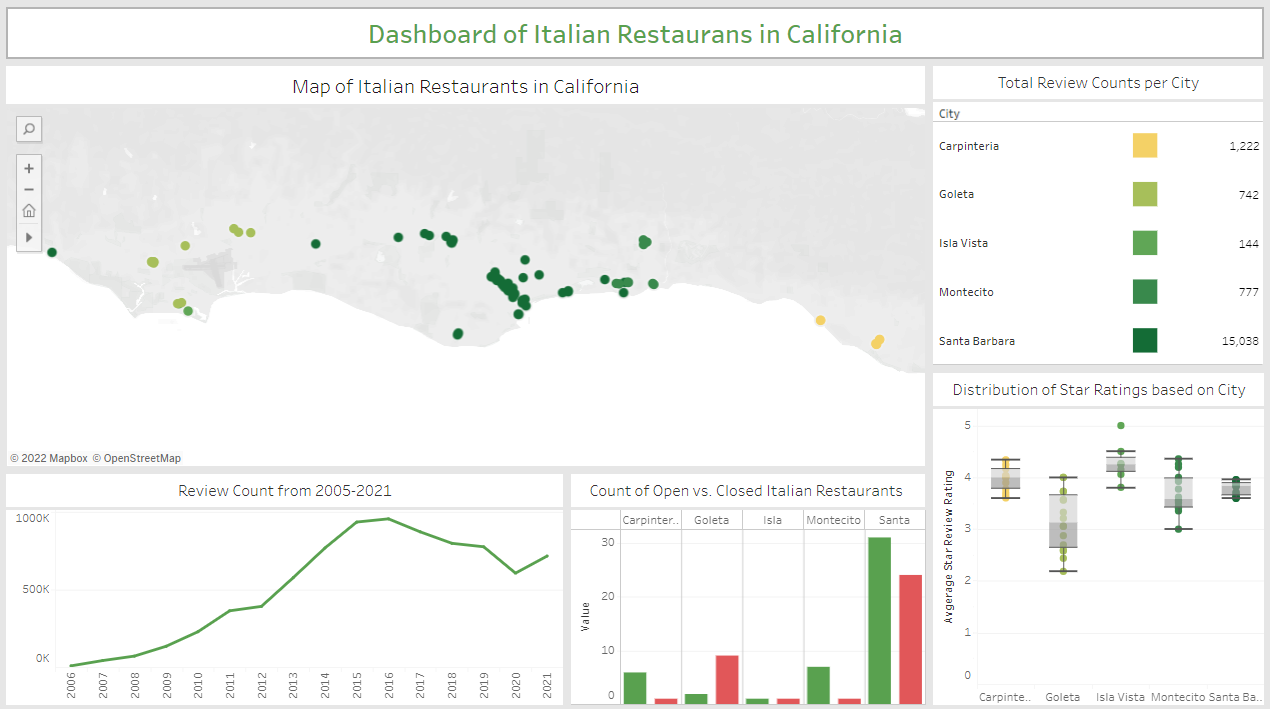 Dashboard of Italian Restaurans in California
Map of Italian Restaurants in California
© 2022 Mapbox © OpenStreetMap
Total Review Counts per City
City
Carpinteria 1,222
Goleta 742
Isla Vista 144
Montecito 777
Santa Barbara 15,038
Review Count from 2005-2021
1000K
500K
0K
2006 2007 2008 2009 2010 2011 2012 2013 2014 2015 2016 2017 2018 2019 2020 2021
Count of Open vs. Closed Italian Restaurants
Carpinter.. Goleta Isla Montecito Santa
Value
30
20
10
0
Distribution of Star Ratings based on City
Avgerage Star Review Rating
5
4
3
2
1
0
Carpinte.. Goleta Isla Vista Montecito Santa Ba..